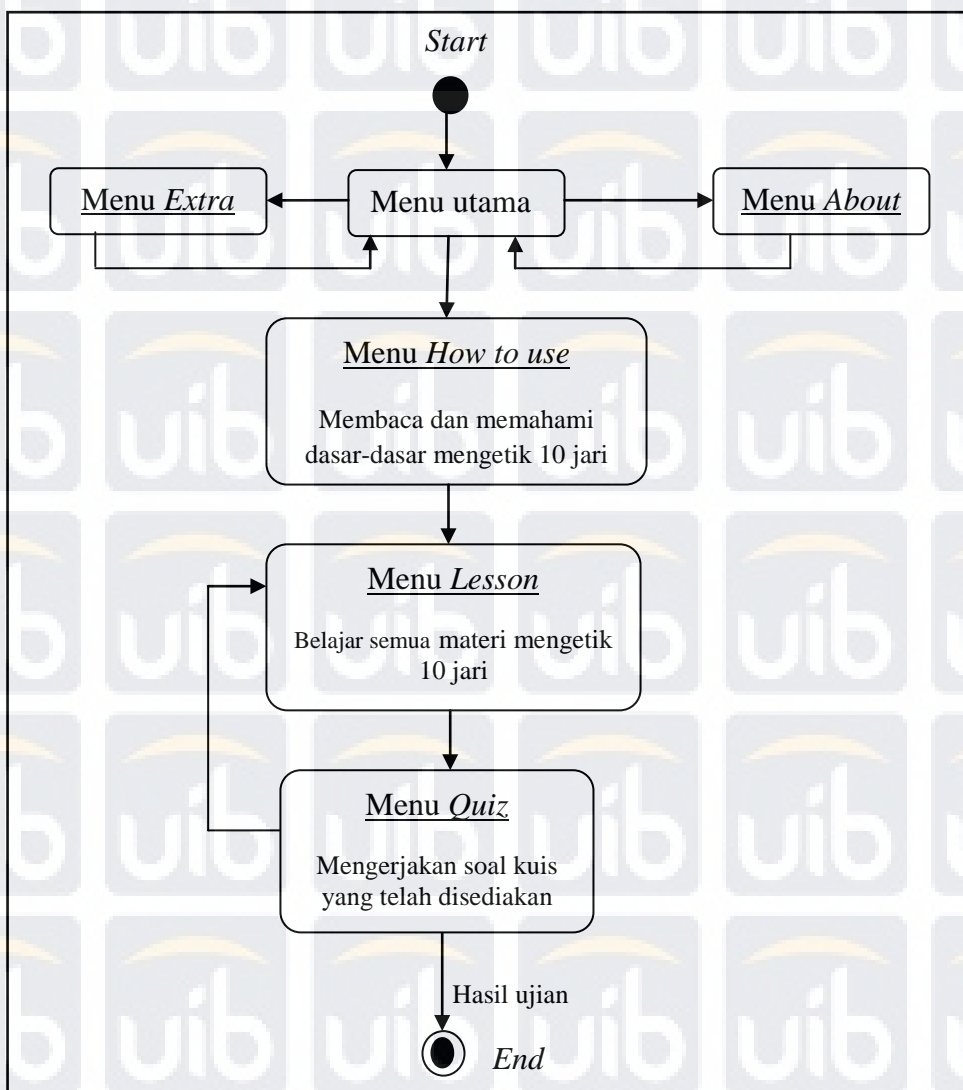 Start
Menu Extra
Menu utama
Menu About
Menu How to use
Membaca dan memahami
dasar-dasar mengetik 10 jari
Menu Lesson
Belajar semua materi mengetik
10 jari
Menu Quiz
Mengerjakan soal kuis
yang telah disediakan
Hasil ujian
End
uib